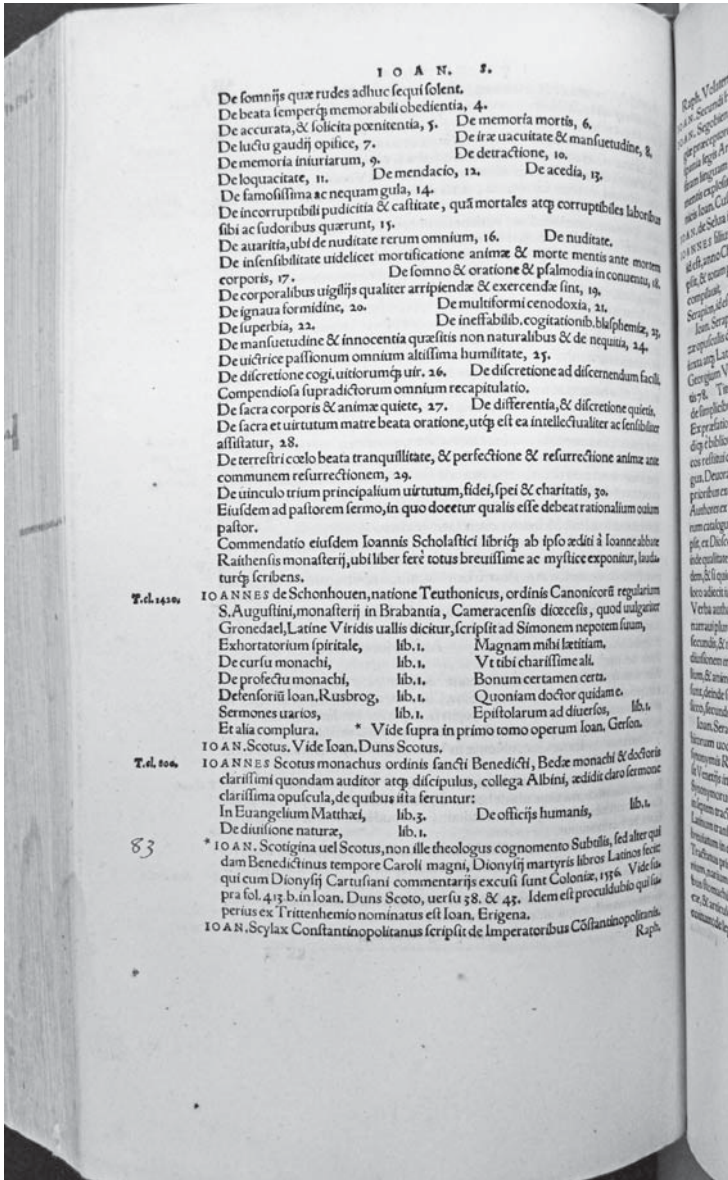 IOAN. S.
De ſomnijs quæ rudes adhuc ſequi ſolent.
De beata ſemperq́ꝫ memorabili obedientia, 4.
De accurata, & ſolicita pœnitentia, 5. De memoria mortis, 6.
De luctu gaudij opifice, 7. De iræ uacuitate & manſuetudine, 8.
De memoria iniuriarum, 9. De detractione, 10.
De loquacitate, 11. De mendacio, 12. De acedia, 13.
De famoſiſsima ac nequam gula, 14.
De incorruptibili pudicitia & caſtitate, quã mortales atqꝫ corruptibiles laboribus
ſibi ac ſudoribus quærunt, 15.
De auaritia, ubi de nuditate rerum omnium, 16. De nuditate.
De inſenſibilitate uidelicet mortificatione animæ & morte mentis ante mortem
corporis, 17. De ſomno & oratione & pſalmodia in conuentu, 18.
De corporalibus uigilijs qualiter arripiendæ & exercendæ ſint, 19.
De ignaua formidine, 20. De multiformi cenodoxia, 21.
De ſuperbia, 22. De ineffabilib. cogitationib. blaſphemiæ, 23.
De manſuetudine & innocentia quæſitis non naturalibus & de nequitia, 24.
De uictrice paſſionum omnium altiſſima humilitate, 25.
De diſcretione cogi. uitiorumq́ꝫ uir. 26. De diſcretione ad diſcernendum facili.
Compendioſa ſupradictorum omnium recapitulatio.
De ſacra corporis & animæ quiete, 27. De differentia, & diſcretione quietis.
De ſacra et uirtutum matre beata oratione, utq́ꝫ eſt ea intellectualiter ac ſenſibiliter
aſſiſtatur, 28.
De terreſtri cœlo beata tranquillitate, & perfectione & reſurrectione animæ ante
communem reſurrectionem, 29.
De uinculo trium principalium uirtutum, fidei, ſpei & charitatis, 30.
Eiuſdem ad paſtorem ſermo, in quo docetur qualis eſſe debeat rationalium ouium
paſtor.
Commendatio eiuſdem Ioannis Scholaſtici libriq́ꝫ ab ipſo æditi à Ioanne abbate
Raithenſis monaſterij, ubi liber ferè totus breuiſſime ac myſtice exponitur, lauda-
turq́ꝫ ſcribens.
T.cl. 1420. IOANNES de Schonhouen, natione Teuthonicus, ordinis Canonicorũ regularium
S. Auguſtini, monaſterij in Brabantia, Cameracenſis diœceſis, quod uulgariter
Gronedael, Latine Viridis uallis dicitur, ſcripſit ad Simonem nepotem ſuum,
Exhortatorium ſpiritale, lib. 1. Magnam mihi lætitiam.
De curſu monachi, lib. 1. Vt tibi chariſſime ali.
De profectu monachi, lib. 1. Bonum certamen certa.
Defenſoriũ Ioan. Rusbrog, lib. 1. Quoniam doctor quidam e.
Sermones uarios, lib. 1. Epiſtolarum ad diuerſos, lib. 1.
Et alia complura. * Vide ſupra in primo tomo operum Ioan. Gerſon.
IOAN. Scotus. Vide Ioan. Duns Scotus.
T.cl. 800. IOANNES Scotus monachus ordinis ſancti Benedicti, Bedæ monachi & doctoris
clariſſimi quondam auditor atqꝫ diſcipulus, collega Albini, ædidit claro ſermone
clariſſima opuſcula, de quibus iſta feruntur:
In Euangelium Matthæi, lib. 3. De officijs humanis, lib. 1.
De diuiſione naturæ, lib. 1.
83 * IOAN. Scotigina uel Scotus, non ille theologus cognomento Subtilis, ſed alter qui
dam Benedictinus tempore Caroli magni, Dionyſij martyris libros Latinos fecit:
qui cum Dionyſij Cartuſiani commentarijs excuſi ſunt Coloniæ, 1536. Vide ſu-
pra fol. 413. b. in Ioan. Duns Scoto, uerſu 38. & 43. Idem eſt proculdubio qui ſu-
perius ex Trittenhemio nominatus eſt Ioan. Erigena.
IOAN. Scylax Conſtantinopolitanus ſcripſit de Imperatoribus Cõſtantinopolitanis.
Raph.